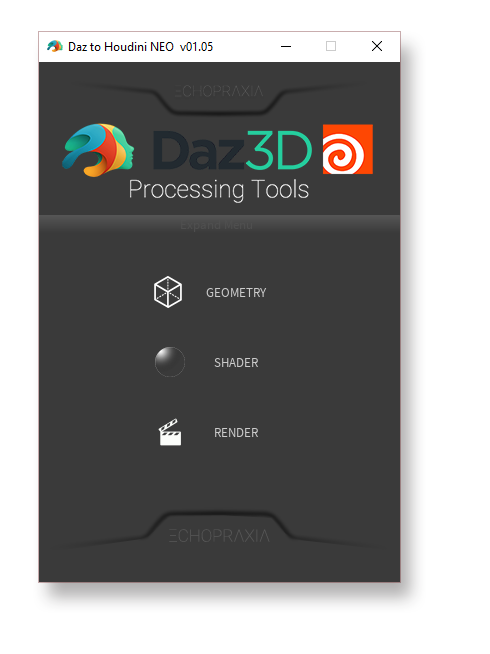 Daz to Houdini NEO v01.05
ECHOPRAXIA
Daz3D
Processing Tools
Expand Menu
GEOMETRY
SHADER
RENDER
ECHOPRAXIA